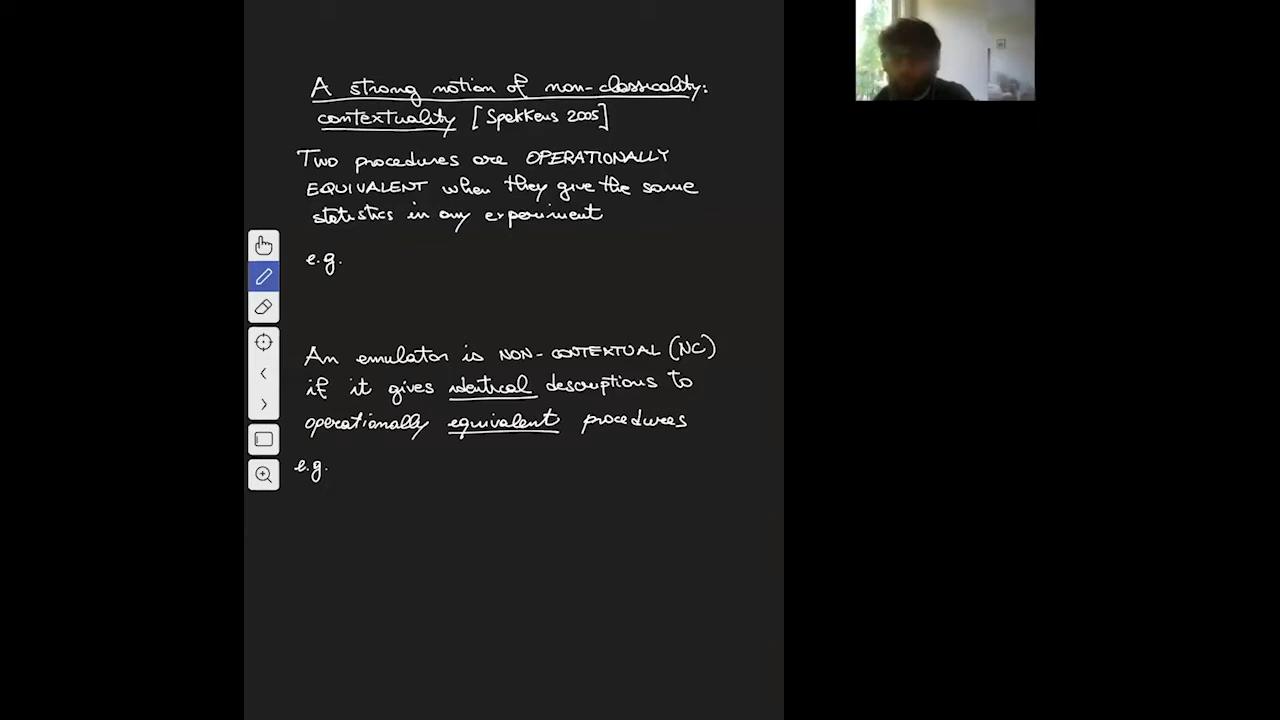 A strong notion of non-classicality:
contextuality [Spekkens 2005]
Two procedures are OPERATIONALLY
EQUIVALENT when they give the same
statistics in any experiment
e.g.
An emulator is NON-CONTEXTUAL (NC)
if it gives identical descriptions to
operationally equivalent procedures
e.g.